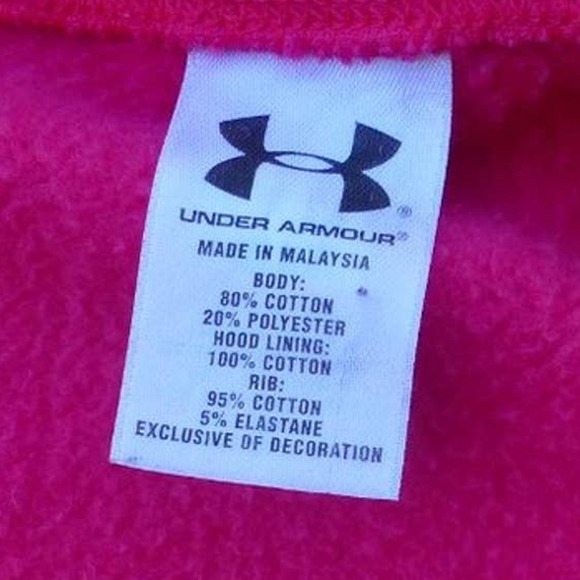 UNDER ARMOUR®
MADE IN MALAYSIA
BODY:
80% COTTON
20% POLYESTER
HOOD LINING:
100% COTTON
RIB:
95% COTTON
5% ELASTANE
EXCLUSIVE OF DECORATION